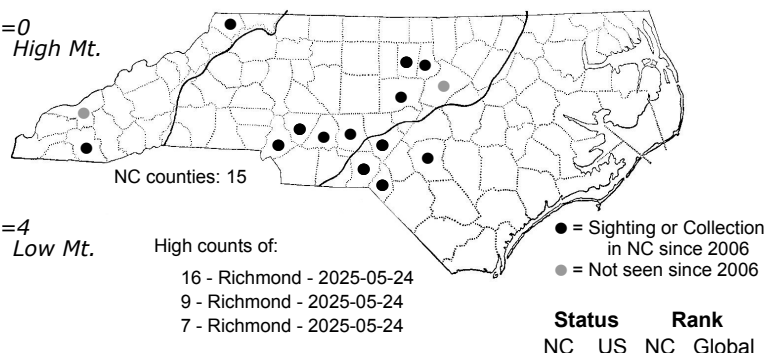 =0
High Mt.
NC counties: 15
=4
Low Mt.
High counts of:
16 - Richmond - 2025-05-24
9 - Richmond - 2025-05-24
7 - Richmond - 2025-05-24
● = Sighting or Collection
in NC since 2006
● = Not seen since 2006
Status Rank
NC US NC Global